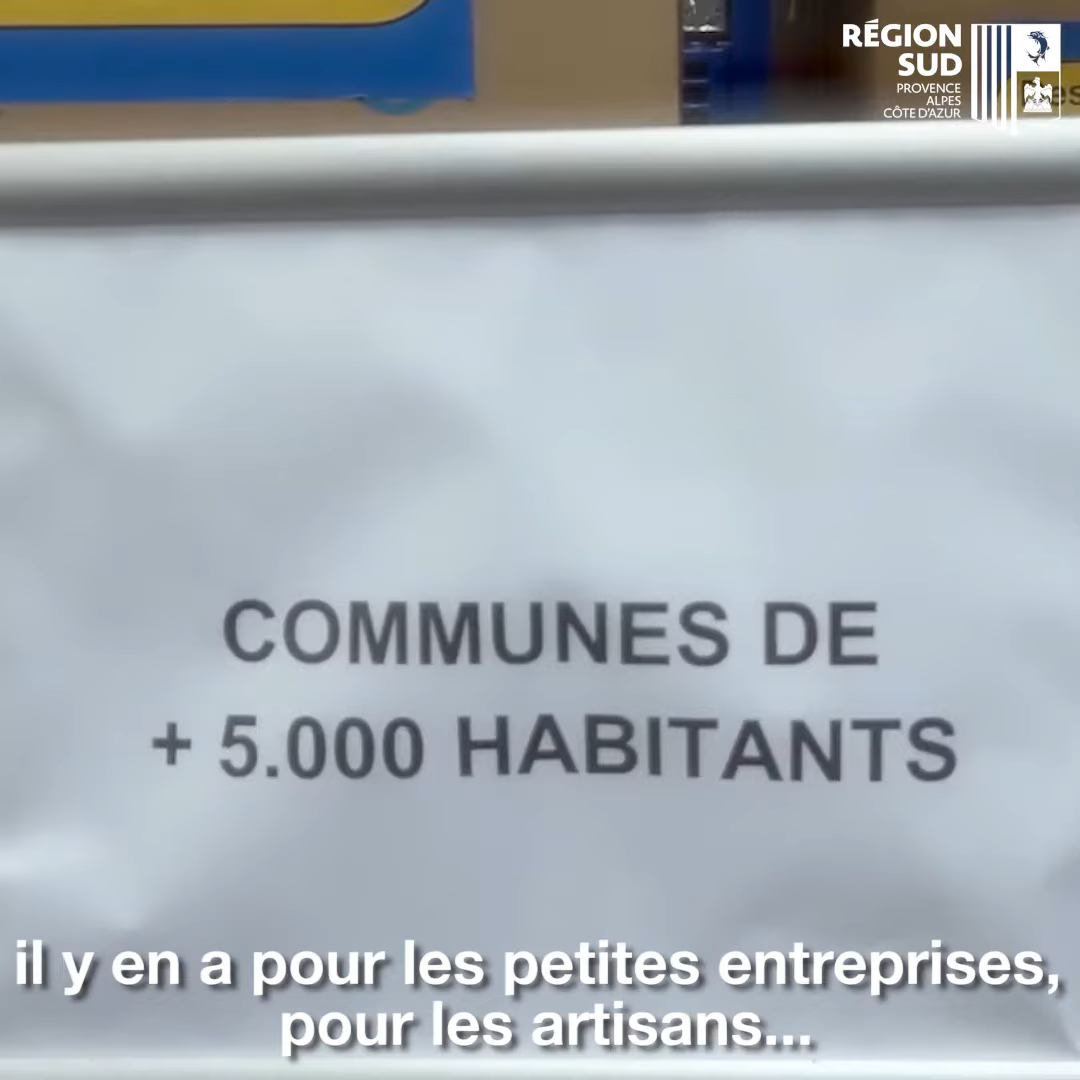 RÉGION
SUD
PROVENCE
ALPES
CÔTE D'AZUR
COMMUNES DE
+ 5.000 HABITANTS
il y en a pour les petites entreprises,
pour les artisans...